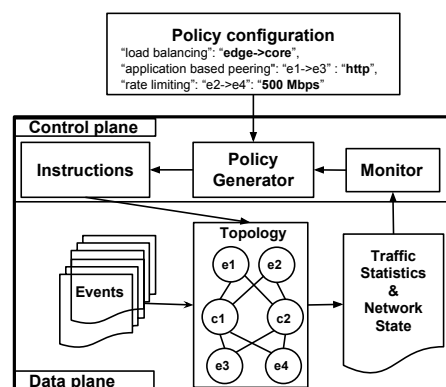 Policy configuration
“load balancing”: “edge->core”,
“application based peering": “e1->e3” : “http”,
“rate limiting”: “e2->e4”: “500 Mbps”
Control plane
Instructions
Policy
Generator
Monitor
Topology
e1
e2
Events
c1
c2
e3
e4
Traffic
Statistics
&
Network
State
Data plane